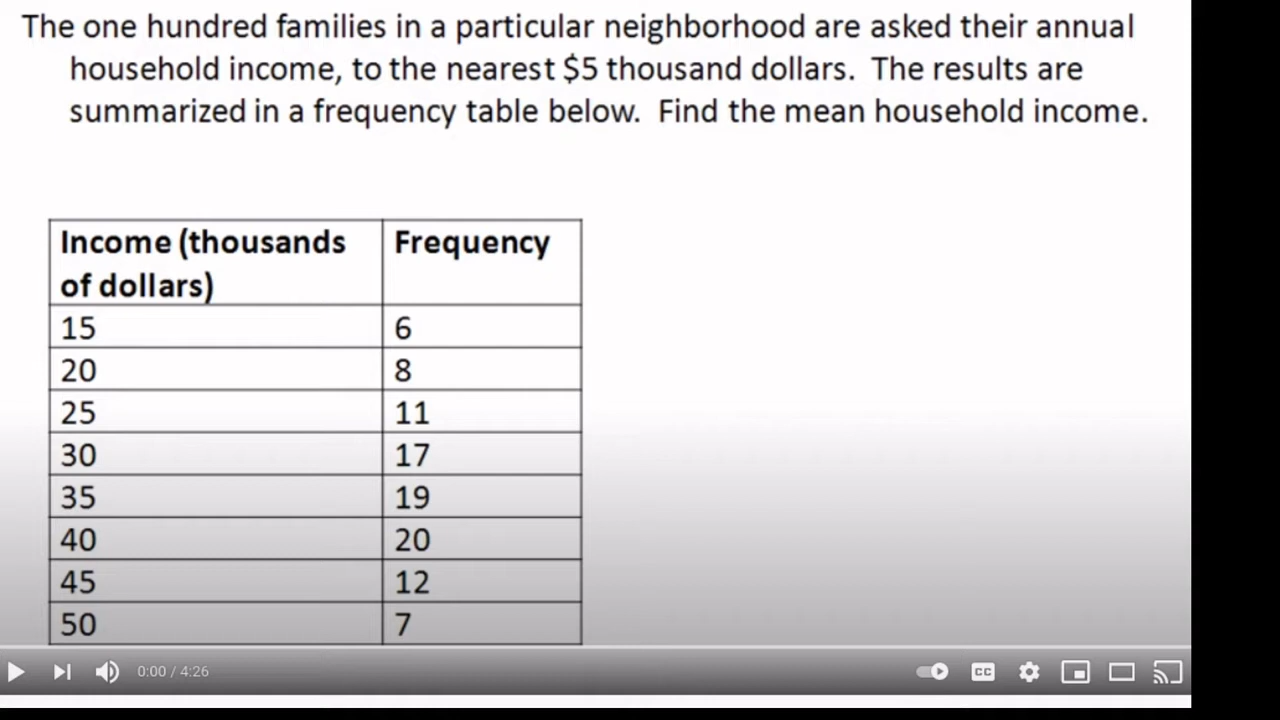 The one hundred families in a particular neighborhood are asked their annual
household income, to the nearest $5 thousand dollars.  The results are
summarized in a frequency table below.  Find the mean household income.
Income (thousands of dollars) Frequency
15 6
20 8
25 11
30 17
35 19
40 20
45 12
50 7
0:00 / 4:26 CC